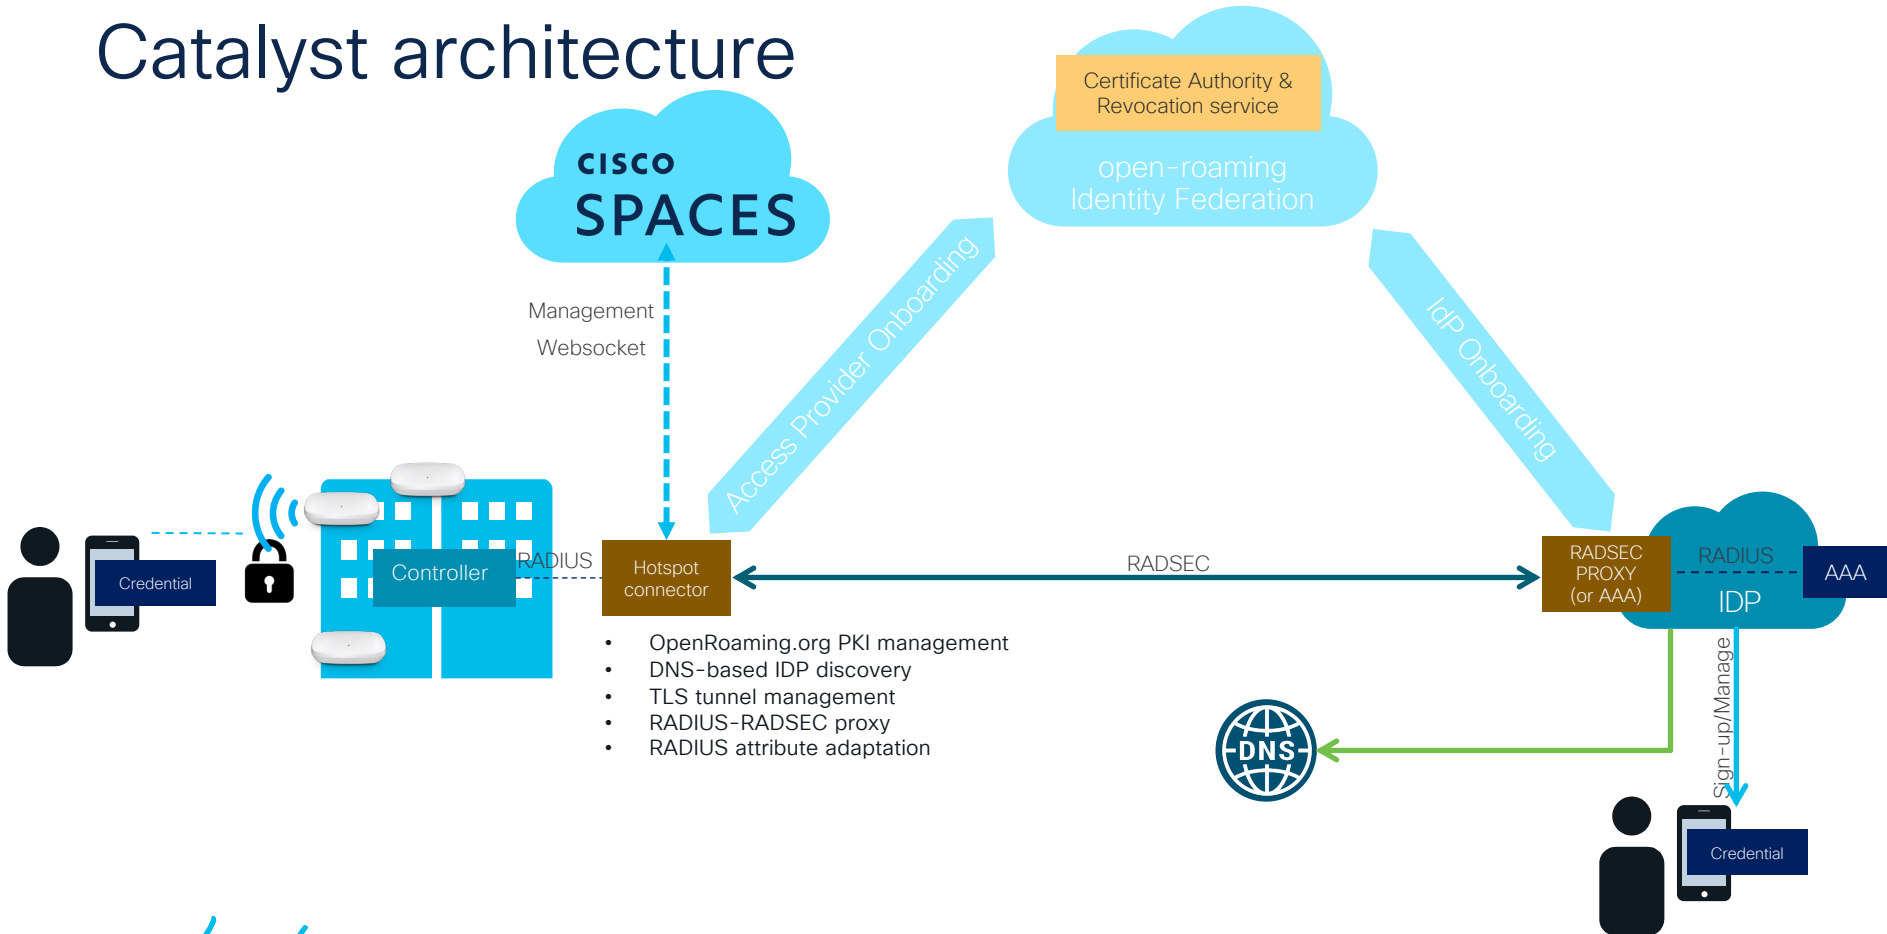 Catalyst architecture
Certificate Authority &
Revocation service
open-roaming
Identity Federation
CISCO
SPACES
Management
Websocket
Access Provider Onboarding
IdP Onboarding
Credential
Controller
RADIUS
Hotspot
connector
RADSEC
RADSEC
PROXY
(or AAA)
RADIUS
IDP
AAA
• OpenRoaming.org PKI management
• DNS-based IDP discovery
• TLS tunnel management
• RADIUS-RADSEC proxy
• RADIUS attribute adaptation
DNS
Sign-up/Manage
Credential